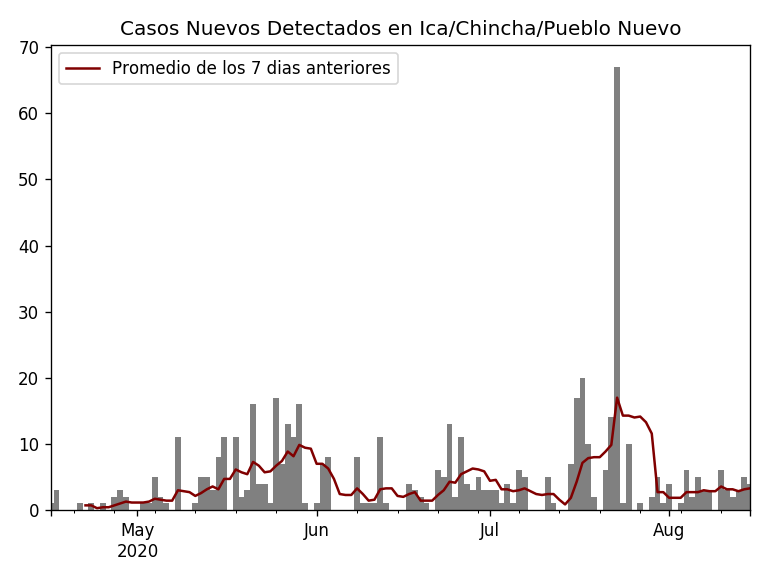 Casos Nuevos Detectados en Ica/Chincha/Pueblo Nuevo
Promedio de los 7 dias anteriores
70
60
50
40
30
20
10
0
May
2020
Jun
Jul
Aug